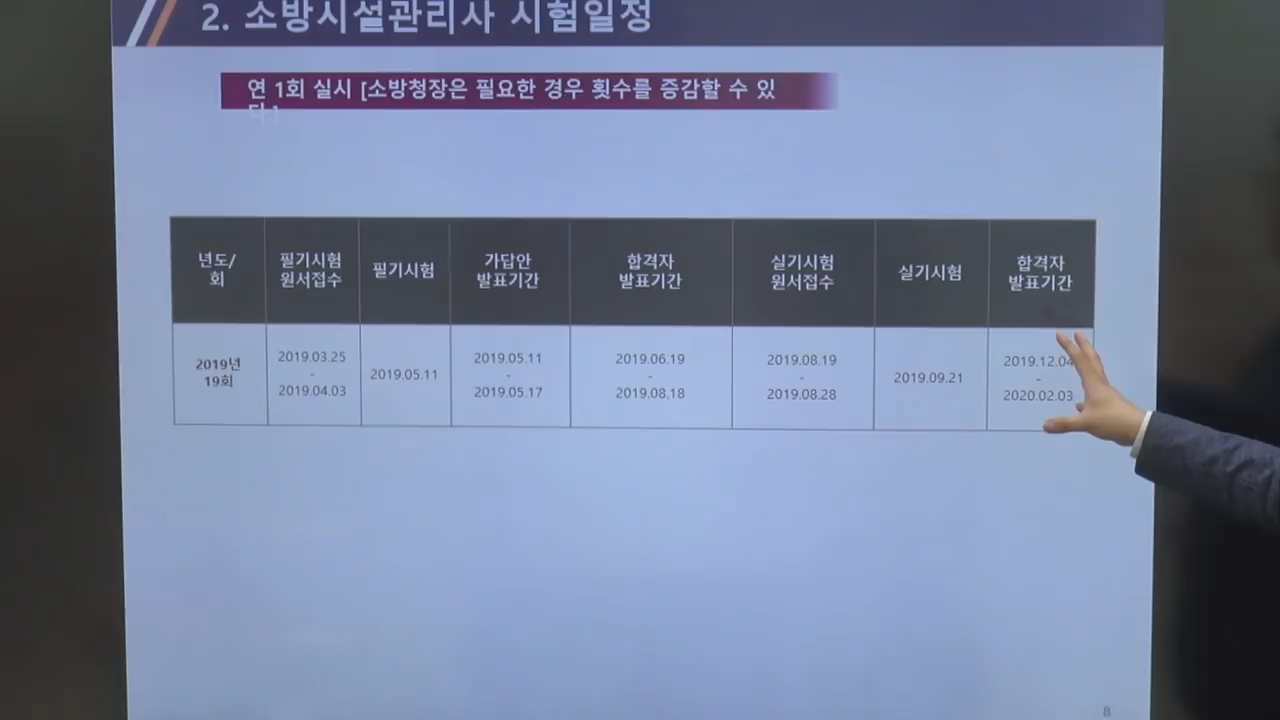 2. 소방시설관리사 시험일정
연 1회 실시 [소방청장은 필요한 경우 횟수를 증감할 수 있
다.]
년도/
회
필기시험
원서접수
필기시험
가답안
발표기간
합격자
발표기간
실기시험
원서접수
실기시험
합격자
발표기간
2019년
19회
2019.03.25
-
2019.04.03
2019.05.11
2019.05.11
-
2019.05.17
2019.06.19
-
2019.08.18
2019.08.19
-
2019.08.28
2019.09.21
2019.12.04
-
2020.02.03
8